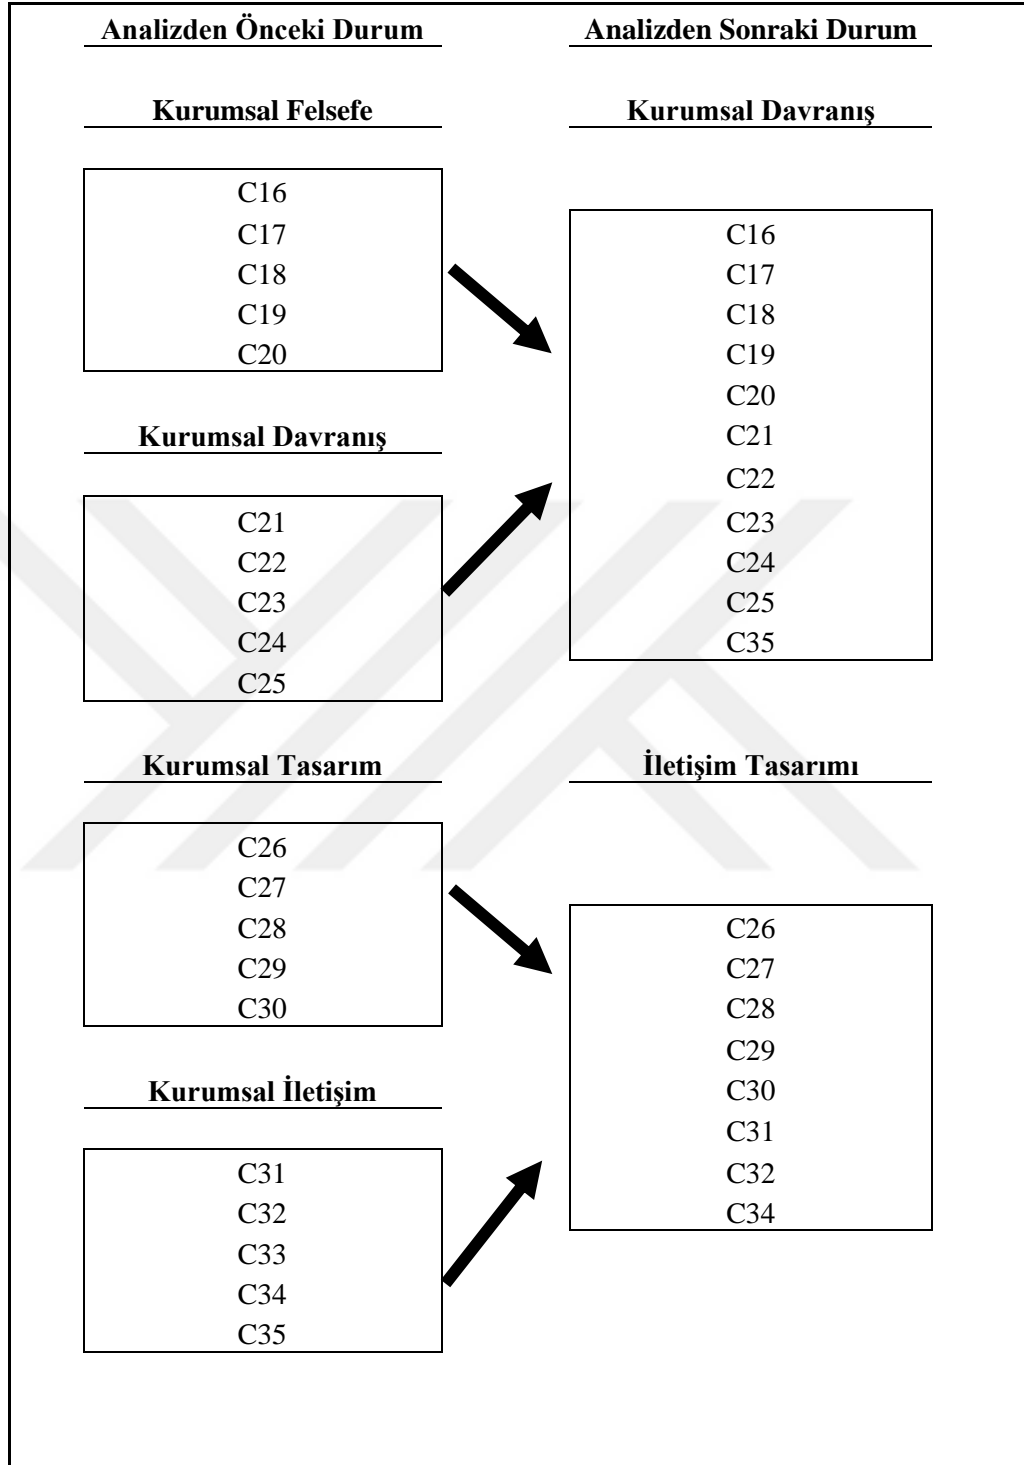 Analizden Önceki Durum
Analizden Sonraki Durum
Kurumsal Felsefe
C16
C17
C18
C19
C20
Kurumsal Davranış
C21
C22
C23
C24
C25
Kurumsal Davranış
C16
C17
C18
C19
C20
C21
C22
C23
C24
C25
C35
Kurumsal Tasarım
C26
C27
C28
C29
C30
Kurumsal İletişim
C31
C32
C33
C34
C35
İletişim Tasarımı
C26
C27
C28
C29
C30
C31
C32
C34